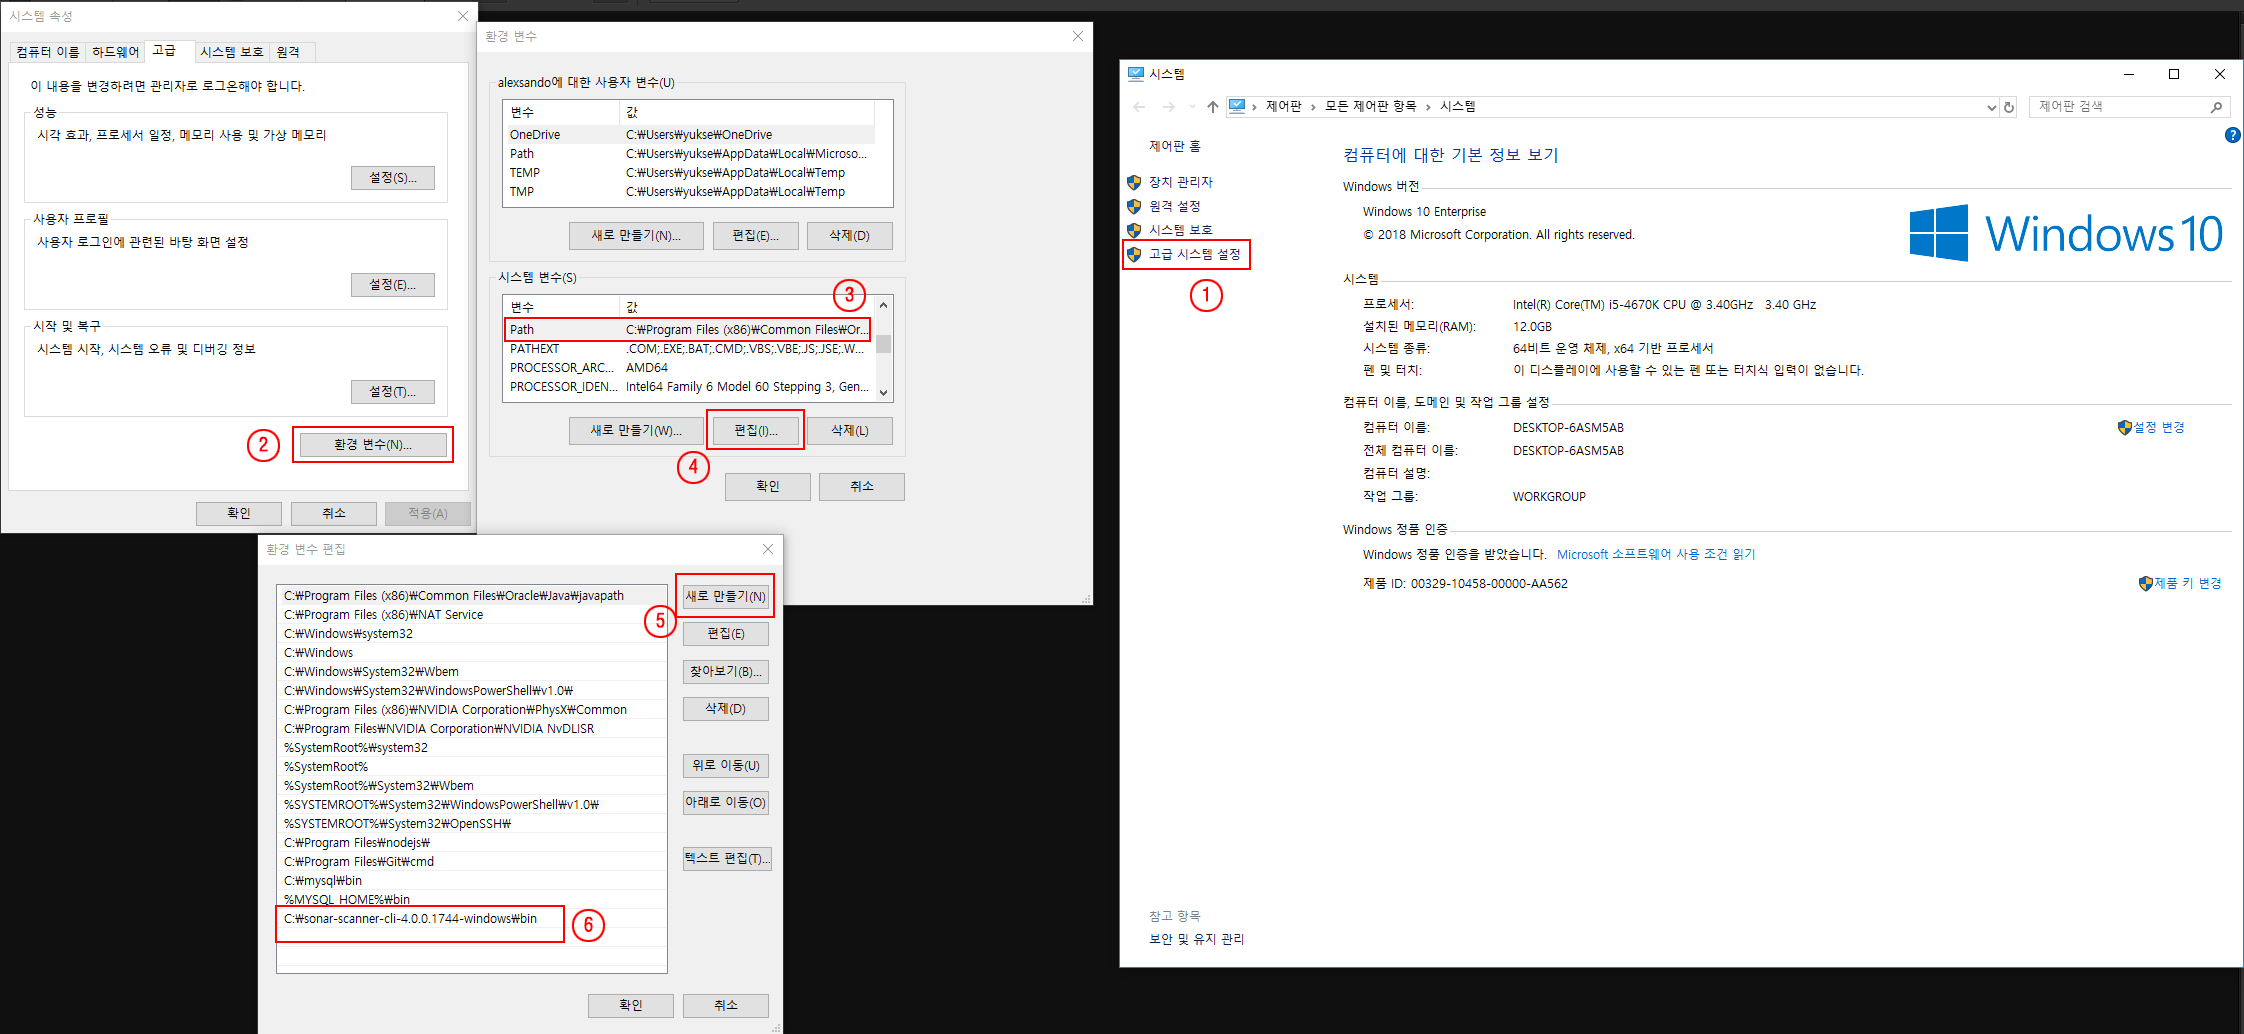 시스템 속성
컴퓨터 이름 하드웨어 고급 시스템 보호 원격
이 내용을 변경하려면 관리자로 로그온해야 합니다.
성능
시각 효과, 프로세서 일정, 메모리 사용 및 가상 메모리
설정(S)...
사용자 프로필
사용자 로그인에 관련된 바탕 화면 설정
설정(E)...
시작 및 복구
시스템 시작, 시스템 오류 및 디버깅 정보
설정(T)...
② 환경 변수(N)...
확인 취소 적용(A)
환경 변수
alexsando에 대한 사용자 변수(U)
변수 값
OneDrive C:₩Users₩yukse₩OneDrive
Path C:₩Users₩yukse₩AppData₩Local₩Microso...
TEMP C:₩Users₩yukse₩AppData₩Local₩Temp
TMP C:₩Users₩yukse₩AppData₩Local₩Temp
새로 만들기(N)... 편집(E)... 삭제(D)
시스템 변수(S)
변수 값 ③
Path C:₩Program Files (x86)₩Common Files₩Or...
PATHEXT .COM;.EXE;.BAT;.CMD;.VBS;.VBE;.JS;.JSE;.W...
PROCESSOR_ARC... AMD64
PROCESSOR_IDEN... Intel64 Family 6 Model 60 Stepping 3, Gen...
새로 만들기(W)... 편집(I)... 삭제(L)
④
확인 취소
환경 변수 편집
C:₩Program Files (x86)₩Common Files₩Oracle₩Java₩javapath
C:₩Program Files (x86)₩NAT Service
C:₩Windows₩system32
C:₩Windows
C:₩Windows₩System32₩Wbem
C:₩Windows₩System32₩WindowsPowerShell₩v1.0₩
C:₩Program Files (x86)₩NVIDIA Corporation₩PhysX₩Common
C:₩Program Files₩NVIDIA Corporation₩NVIDIA NvDLISR
%SystemRoot%₩system32
%SystemRoot%
%SystemRoot%₩System32₩Wbem
%SYSTEMROOT%₩System32₩WindowsPowerShell₩v1.0₩
%SYSTEMROOT%₩System32₩OpenSSH₩
C:₩Program Files₩nodejs₩
C:₩Program Files₩Git₩cmd
C:₩mysql₩bin
%MYSQL_HOME%₩bin
C:₩sonar-scanner-cli-4.0.0.1744-windows₩bin ⑥
새로 만들기(N)
⑤
편집(E)
찾아보기(B)...
삭제(D)
위로 이동(U)
아래로 이동(O)
텍스트 편집(T)...
확인 취소
시스템
제어판 › 모든 제어판 항목 › 시스템
제어판 검색
제어판 홈
장치 관리자
원격 설정
시스템 보호
고급 시스템 설정
①
참고 항목
보안 및 유지 관리
컴퓨터에 대한 기본 정보 보기
Windows 버전
Windows 10 Enterprise
© 2018 Microsoft Corporation. All rights reserved.
Windows 10
시스템
프로세서: Intel(R) Core(TM) i5-4670K CPU @ 3.40GHz 3.40 GHz
설치된 메모리(RAM): 12.0GB
시스템 종류: 64비트 운영 체제, x64 기반 프로세서
펜 및 터치: 이 디스플레이에 사용할 수 있는 펜 또는 터치식 입력이 없습니다.
컴퓨터 이름, 도메인 및 작업 그룹 설정
컴퓨터 이름: DESKTOP-6ASM5AB 설정 변경
전체 컴퓨터 이름: DESKTOP-6ASM5AB
컴퓨터 설명:
작업 그룹: WORKGROUP
Windows 정품 인증
Windows 정품 인증을 받았습니다. Microsoft 소프트웨어 사용 조건 읽기
제품 ID: 00329-10458-00000-AA562 제품 키 변경